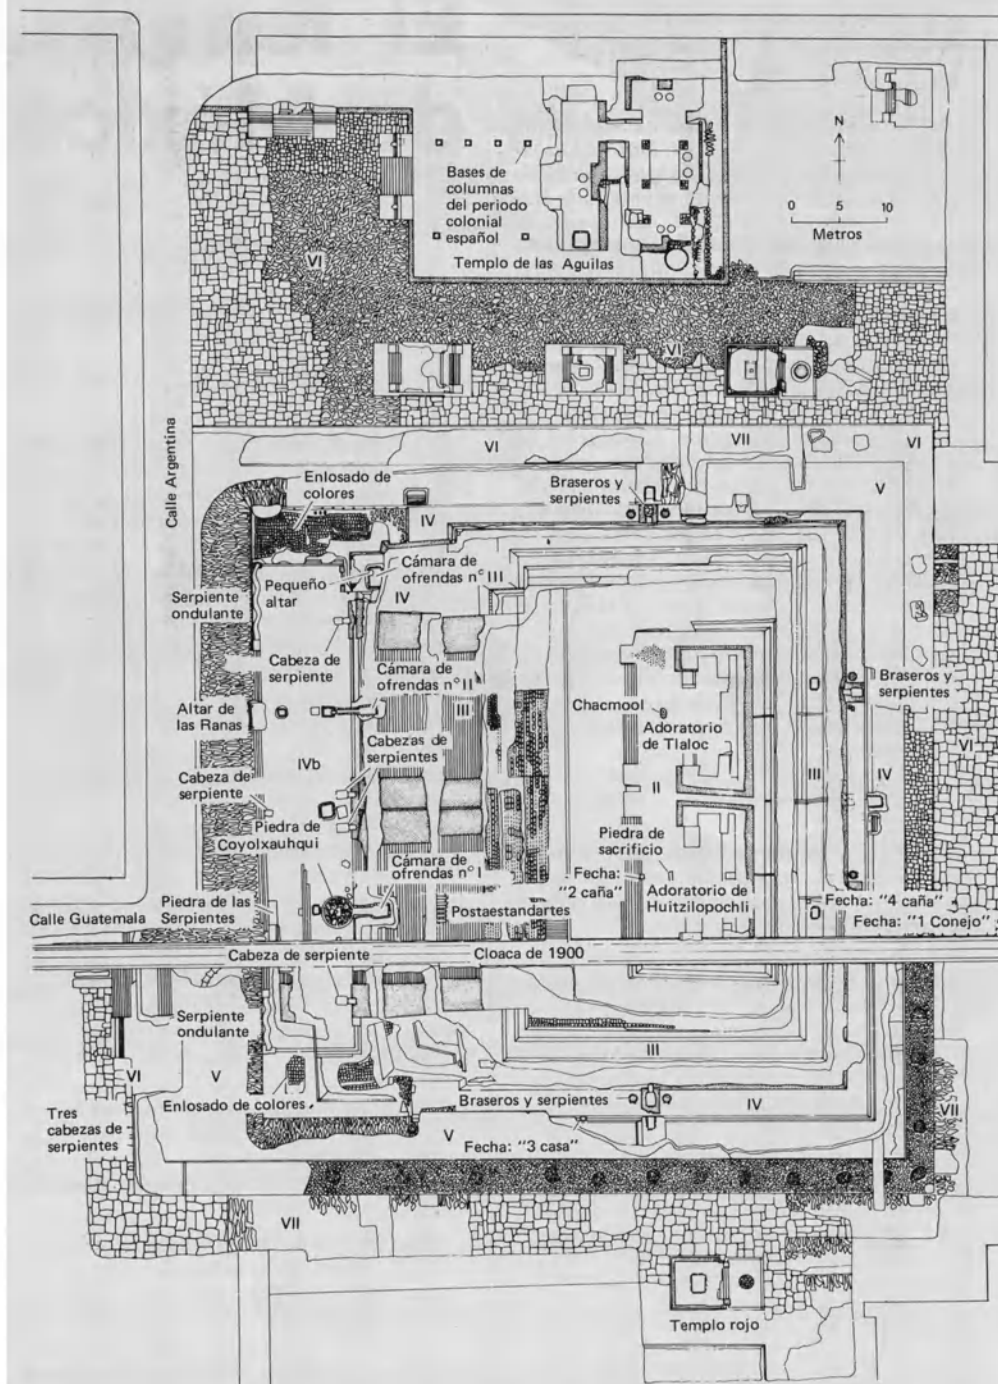 Bases de
columnas
del periodo
colonial
español
Templo de las Aguilas
N
0 5 10
Metros
VI
VI
VI
VII
VI
V
Calle Argentina
Enlosado de
colores
Braseros y
serpientes
IV
Cámara de
ofrendas n° III
Pequeño
altar
IV
Serpiente
ondulante
Cabeza de
serpiente
Cámara de
ofrendas n° II
III
Altar de
las Ranas
Chacmool
Adoratorio
de Tlaloc
Braseros y
serpientes
VI
Cabezas de
serpientes
IVb
Cabeza de
serpiente
II
III
IV
Piedra de
Coyolxauhqui
Piedra de
sacrificio
Cámara de
ofrendas n° I
Fecha:
"2 caña"
Adoratorio de
Huitzilopochli
Fecha: "4 caña"
Fecha: "1 Conejo"
Piedra de las
Serpientes
Calle Guatemala
Postaestandartes
Cabeza de serpiente
Cloaca de 1900
Serpiente
ondulante
III
VI
V
Enlosado de colores
Braseros y serpientes
IV
VII
Tres
cabezas de
serpientes
V
Fecha: "3 casa"
VII
Templo rojo